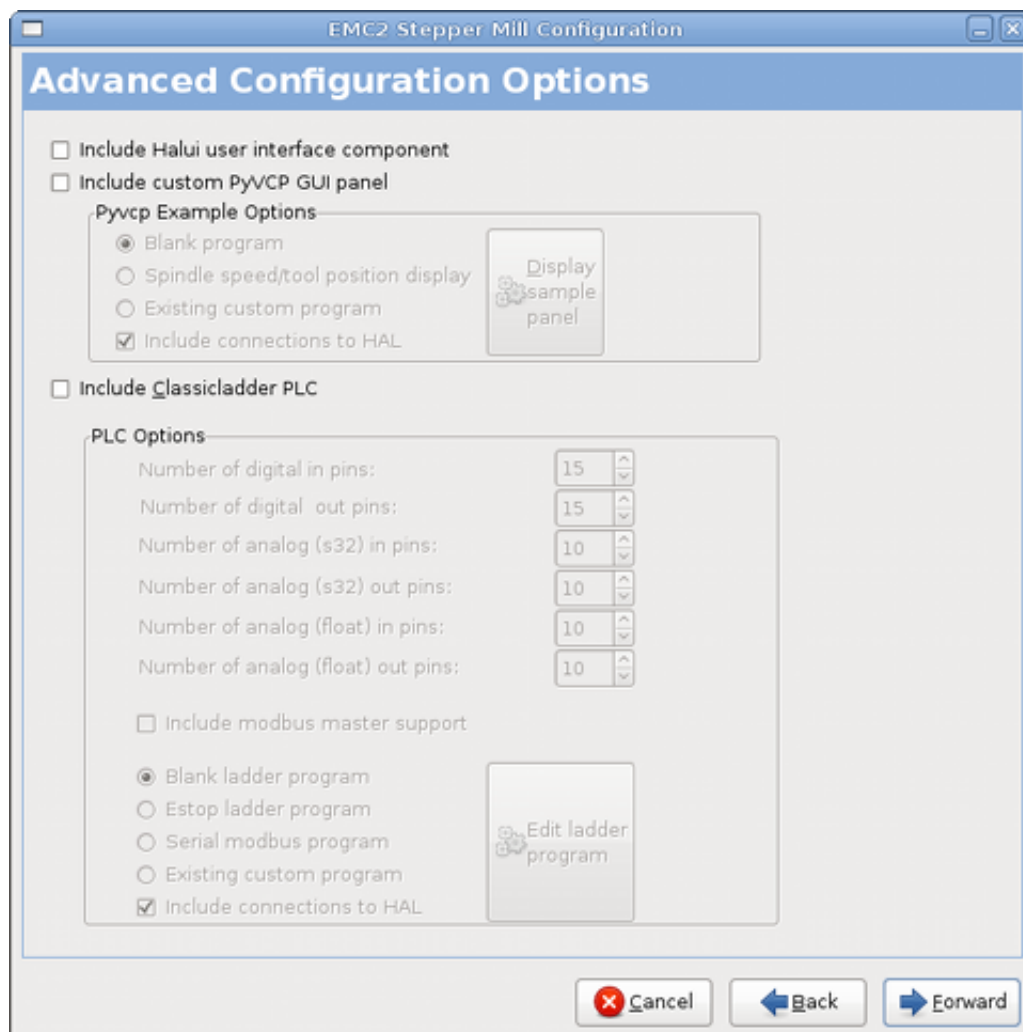 EMC2 Stepper Mill Configuration
Advanced Configuration Options
Include Halui user interface component
Include custom PyVCP GUI panel
Pyvcp Example Options
Blank program
Spindle speed/tool position display
Existing custom program
Include connections to HAL
Display
sample
panel
Include Classicladder PLC
PLC Options
Number of digital in pins: 15
Number of digital  out pins: 15
Number of analog (s32) in pins: 10
Number of analog (s32) out pins: 10
Number of analog (float) in pins: 10
Number of analog (float) out pins: 10
Include modbus master support
Blank ladder program
Estop ladder program
Serial modbus program
Existing custom program
Include connections to HAL
Edit ladder
program
Cancel Back Forward